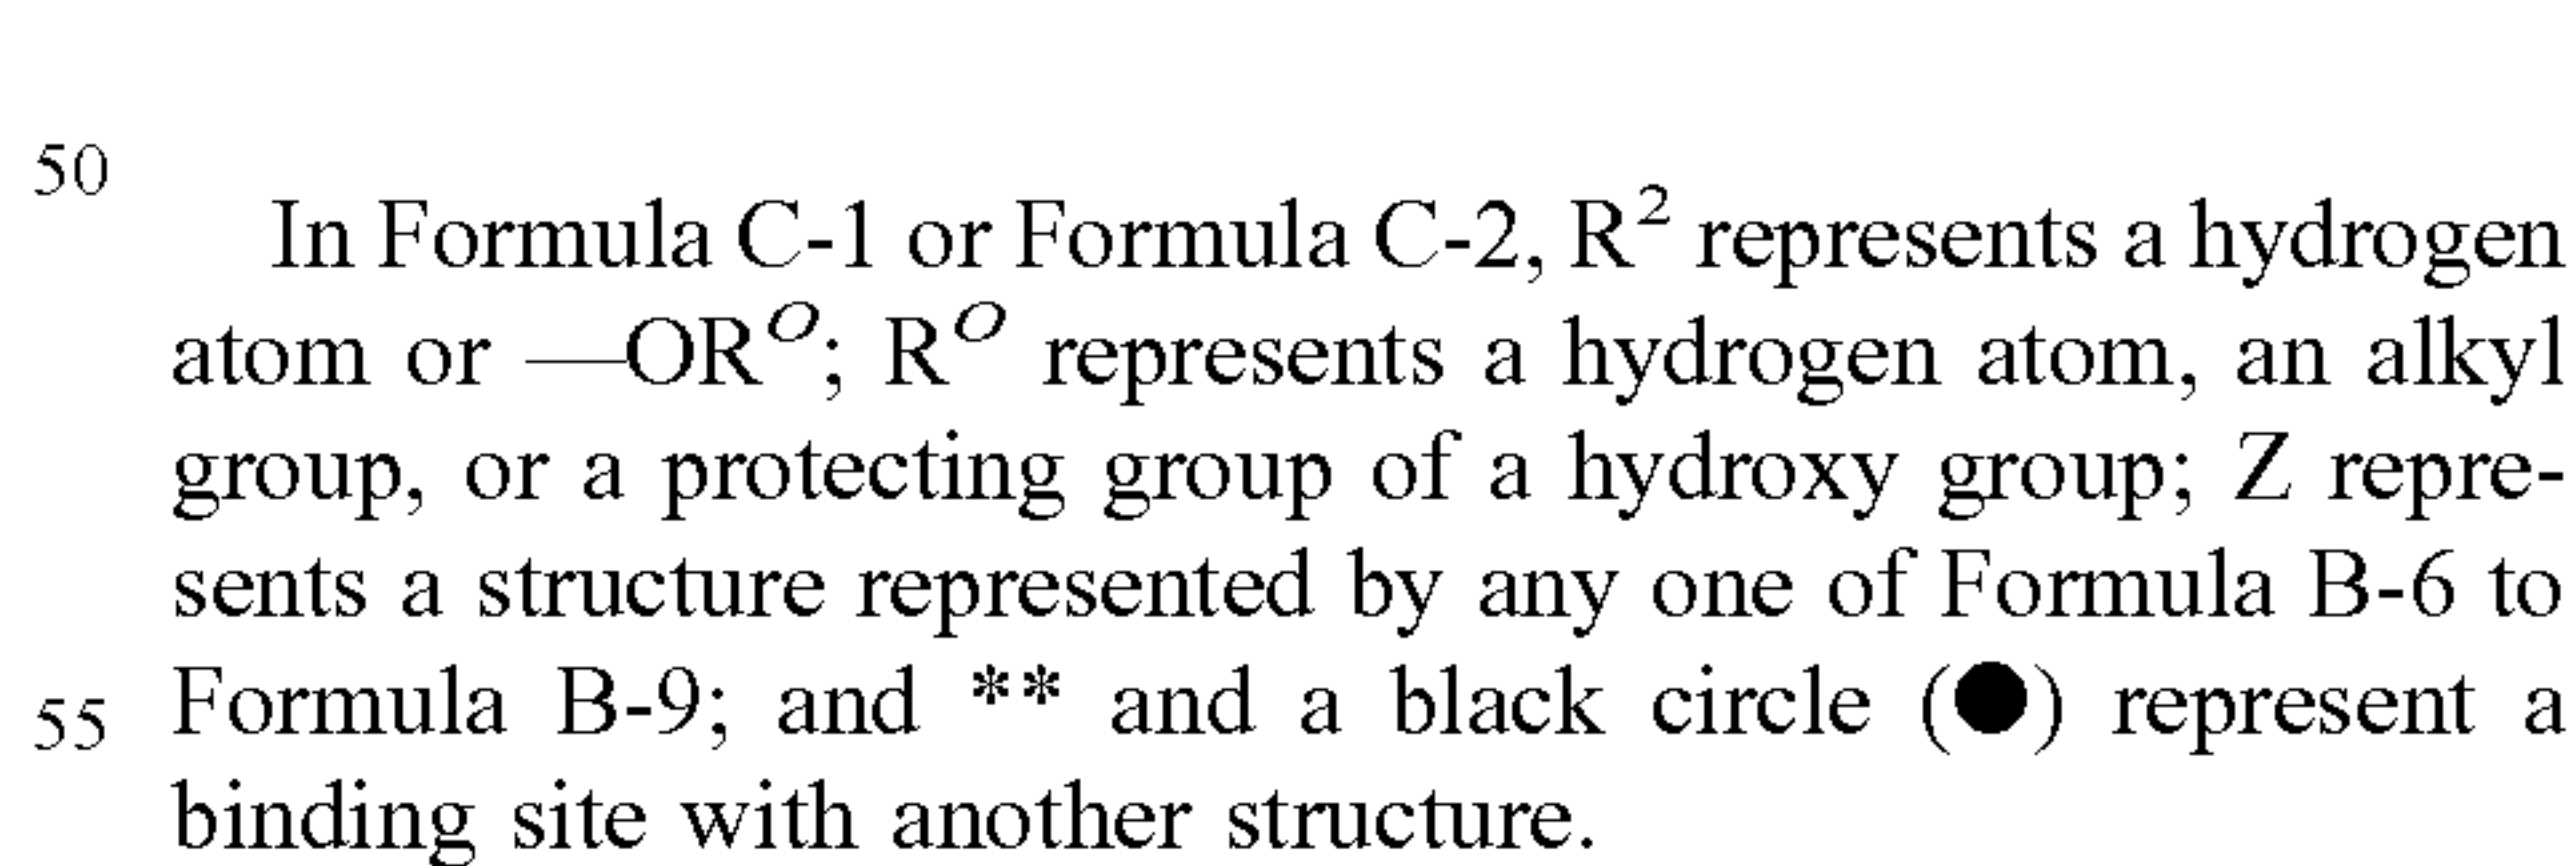 50
In Formula C-1 or Formula C-2, R² represents a hydrogen
atom or —ORᴼ; Rᴼ represents a hydrogen atom, an alkyl
group, or a protecting group of a hydroxy group; Z repre-
sents a structure represented by any one of Formula B-6 to
55 Formula B-9; and ** and a black circle (●) represent a
binding site with another structure.